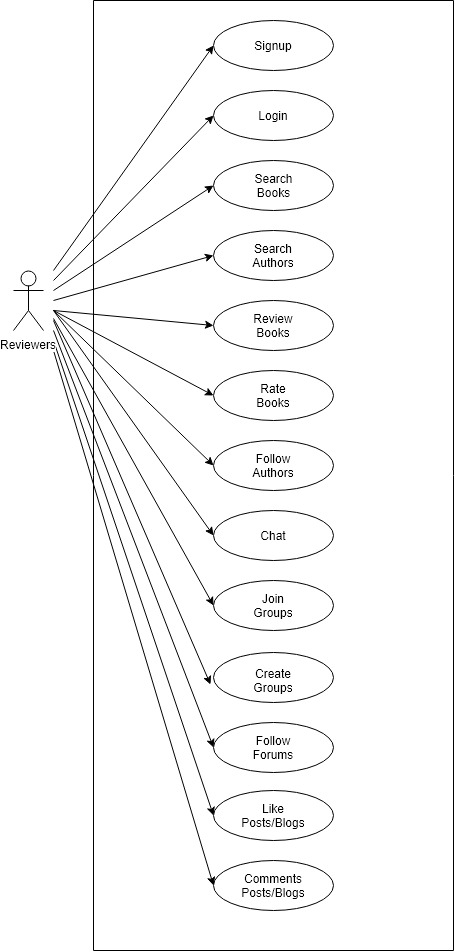 Signup
Login
Search
Books
Search
Authors
Review
Books
Reviewers
Rate
Books
Follow
Authors
Chat
Join
Groups
Create
Groups
Follow
Forums
Like
Posts/Blogs
Comments
Posts/Blogs